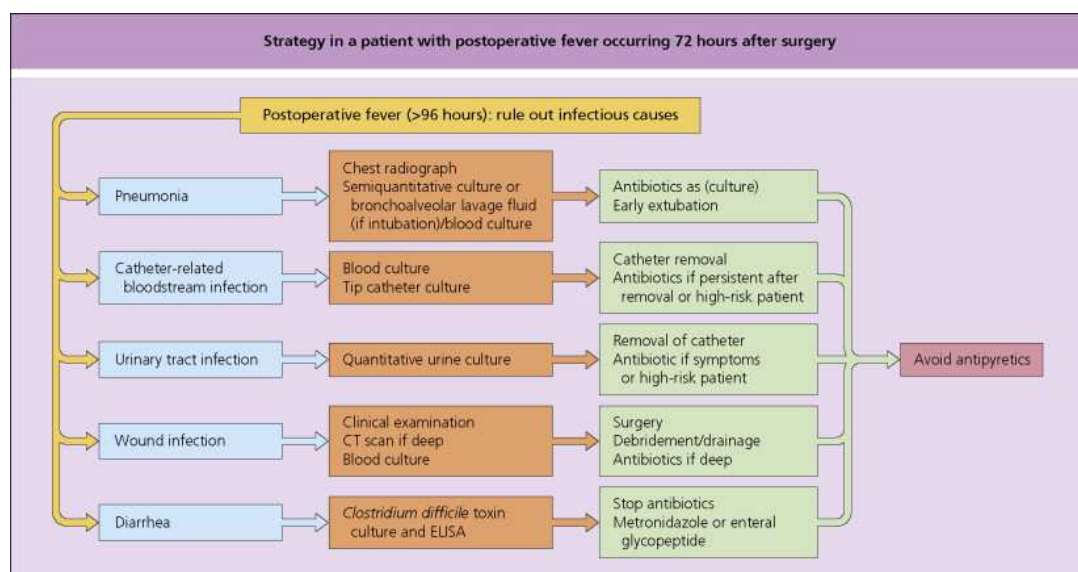 Strategy in a patient with postoperative fever occurring 72 hours after surgery
Postoperative fever (>96 hours): rule out infectious causes
Pneumonia
Chest radiograph
Semiquantitative culture or
bronchoalveolar lavage fluid
(if intubation)/blood culture
Antibiotics as (culture)
Early extubation
Catheter-related
bloodstream infection
Blood culture
Tip catheter culture
Catheter removal
Antibiotics if persistent after
removal or high-risk patient
Urinary tract infection
Quantitative urine culture
Removal of catheter
Antibiotic if symptoms
or high-risk patient
Avoid antipyretics
Wound infection
Clinical examination
CT scan if deep
Blood culture
Surgery
Debridement/drainage
Antibiotics if deep
Diarrhea
Clostridium difficile toxin
culture and ELISA
Stop antibiotics
Metronidazole or enteral
glycopeptide